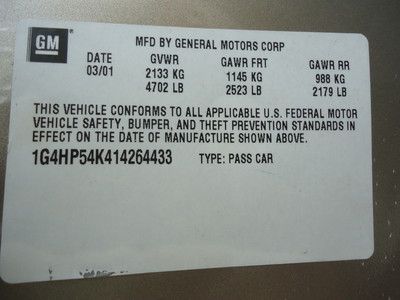 GM
MFD BY GENERAL MOTORS CORP
DATE GVWR GAWR FRT GAWR RR
03/01 2133 KG 1145 KG 988 KG
4702 LB 2523 LB 2179 LB
THIS VEHICLE CONFORMS TO ALL APPLICABLE U.S. FEDERAL MOTOR
VEHICLE SAFETY, BUMPER, AND THEFT PREVENTION STANDARDS IN
EFFECT ON THE DATE OF MANUFACTURE SHOWN ABOVE.
1G4HP54K414264433 TYPE: PASS CAR